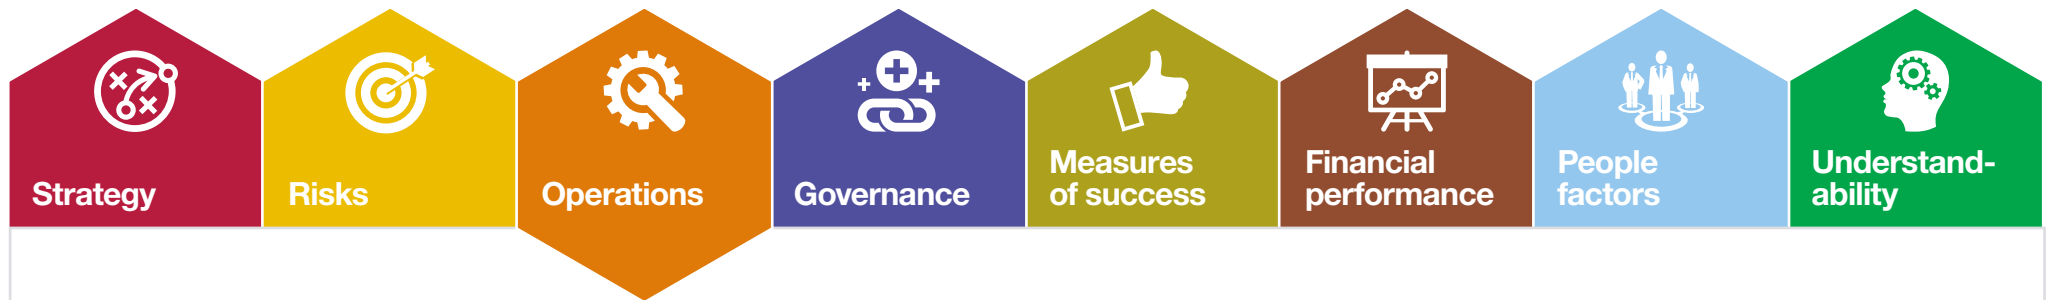 Strategy
Risks
Operations
Governance
Measures
of success
Financial
performance
People
factors
Understand-
ability